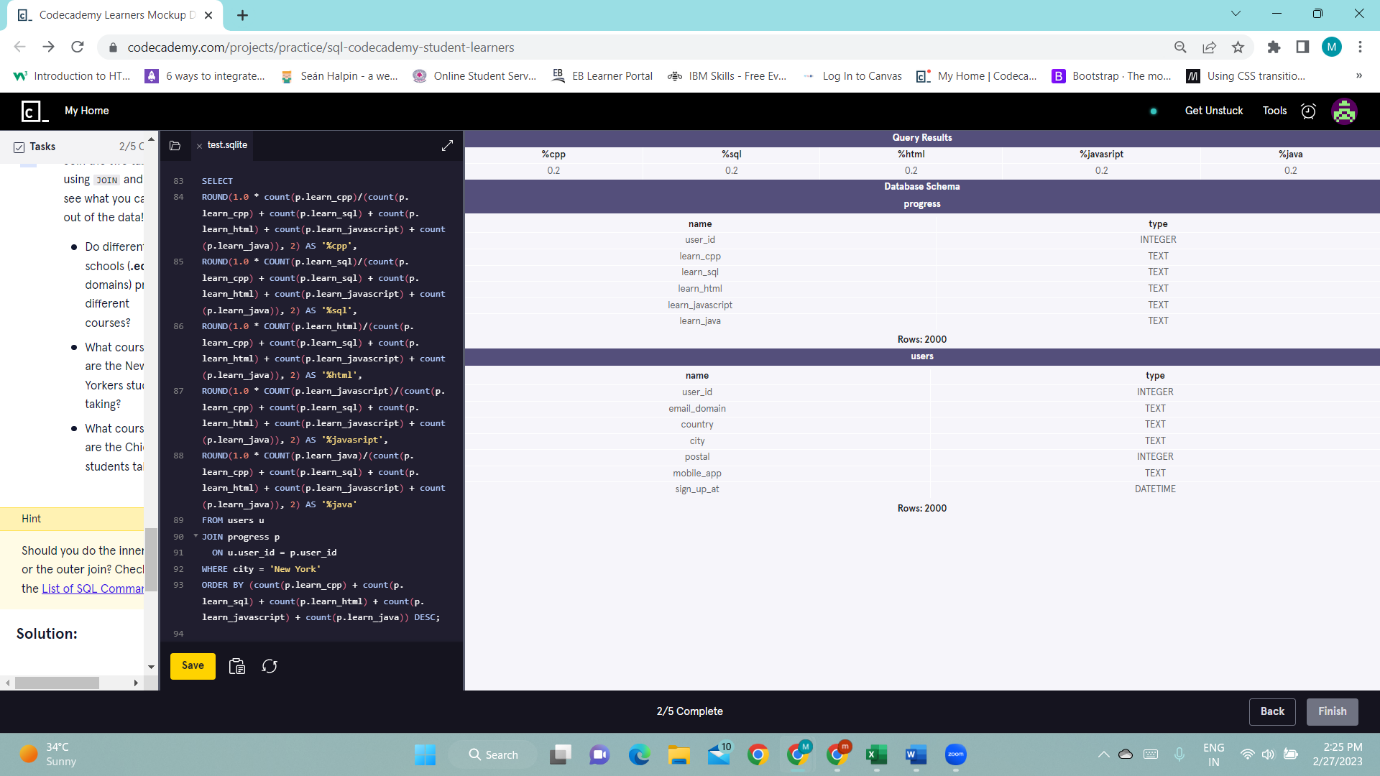 Codecademy Learners Mockup D
codecademy.com/projects/practice/sql-codecademy-student-learners
M
Introduction to HT...
6 ways to integrate...
Seán Halpin - a we...
Online Student Serv...
EB Learner Portal
IBM Skills - Free Ev...
Log In to Canvas
My Home | Codeca...
Bootstrap · The mo...
Using CSS transitio...
My Home
Get Unstuck
Tools
Tasks
2/5 C
using JOIN and
see what you ca
out of the data!
Do differen
schools (.ed
domains) pr
different
courses?
What cours
are the New
Yorkers stud
taking?
What cours
are the Chi
students ta
Hint
Should you do the inner
or the outer join? Check
the List of SQL Comman
Solution:
test.sqlite
83 SELECT
84 ROUND(1.0 * count(p.learn_cpp)/(count(p.
learn_cpp) + count(p.learn_sql) + count(p.
learn_html) + count(p.learn_javascript) + count
(p.learn_java)), 2) AS '%cpp',
85 ROUND(1.0 * COUNT(p.learn_sql)/(count(p.
learn_cpp) + count(p.learn_sql) + count(p.
learn_html) + count(p.learn_javascript) + count
(p.learn_java)), 2) AS '%sql',
86 ROUND(1.0 * COUNT(p.learn_html)/(count(p.
learn_cpp) + count(p.learn_sql) + count(p.
learn_html) + count(p.learn_javascript) + count
(p.learn_java)), 2) AS '%html',
87 ROUND(1.0 * COUNT(p.learn_javascript)/(count(p.
learn_cpp) + count(p.learn_sql) + count(p.
learn_html) + count(p.learn_javascript) + count
(p.learn_java)), 2) AS '%javasript',
88 ROUND(1.0 * COUNT(p.learn_java)/(count(p.
learn_cpp) + count(p.learn_sql) + count(p.
learn_html) + count(p.learn_javascript) + count
(p.learn_java)), 2) AS '%java'
89 FROM users u
90 JOIN progress p
91 ON u.user_id = p.user_id
92 WHERE city = 'New York'
93 ORDER BY (count(p.learn_cpp) + count(p.
learn_sql) + count(p.learn_html) + count(p.
learn_javascript) + count(p.learn_java)) DESC;
94
Save
Query Results
%cpp %sql %html %javasript %java
0.2 0.2 0.2 0.2 0.2
Database Schema
progress
name type
user_id INTEGER
learn_cpp TEXT
learn_sql TEXT
learn_html TEXT
learn_javascript TEXT
learn_java TEXT
Rows: 2000
users
name type
user_id INTEGER
email_domain TEXT
country TEXT
city TEXT
postal INTEGER
mobile_app TEXT
sign_up_at DATETIME
Rows: 2000
2/5 Complete
Back
Finish
34°C
Sunny
Search
10
ENG
IN
2:25 PM
2/27/2023